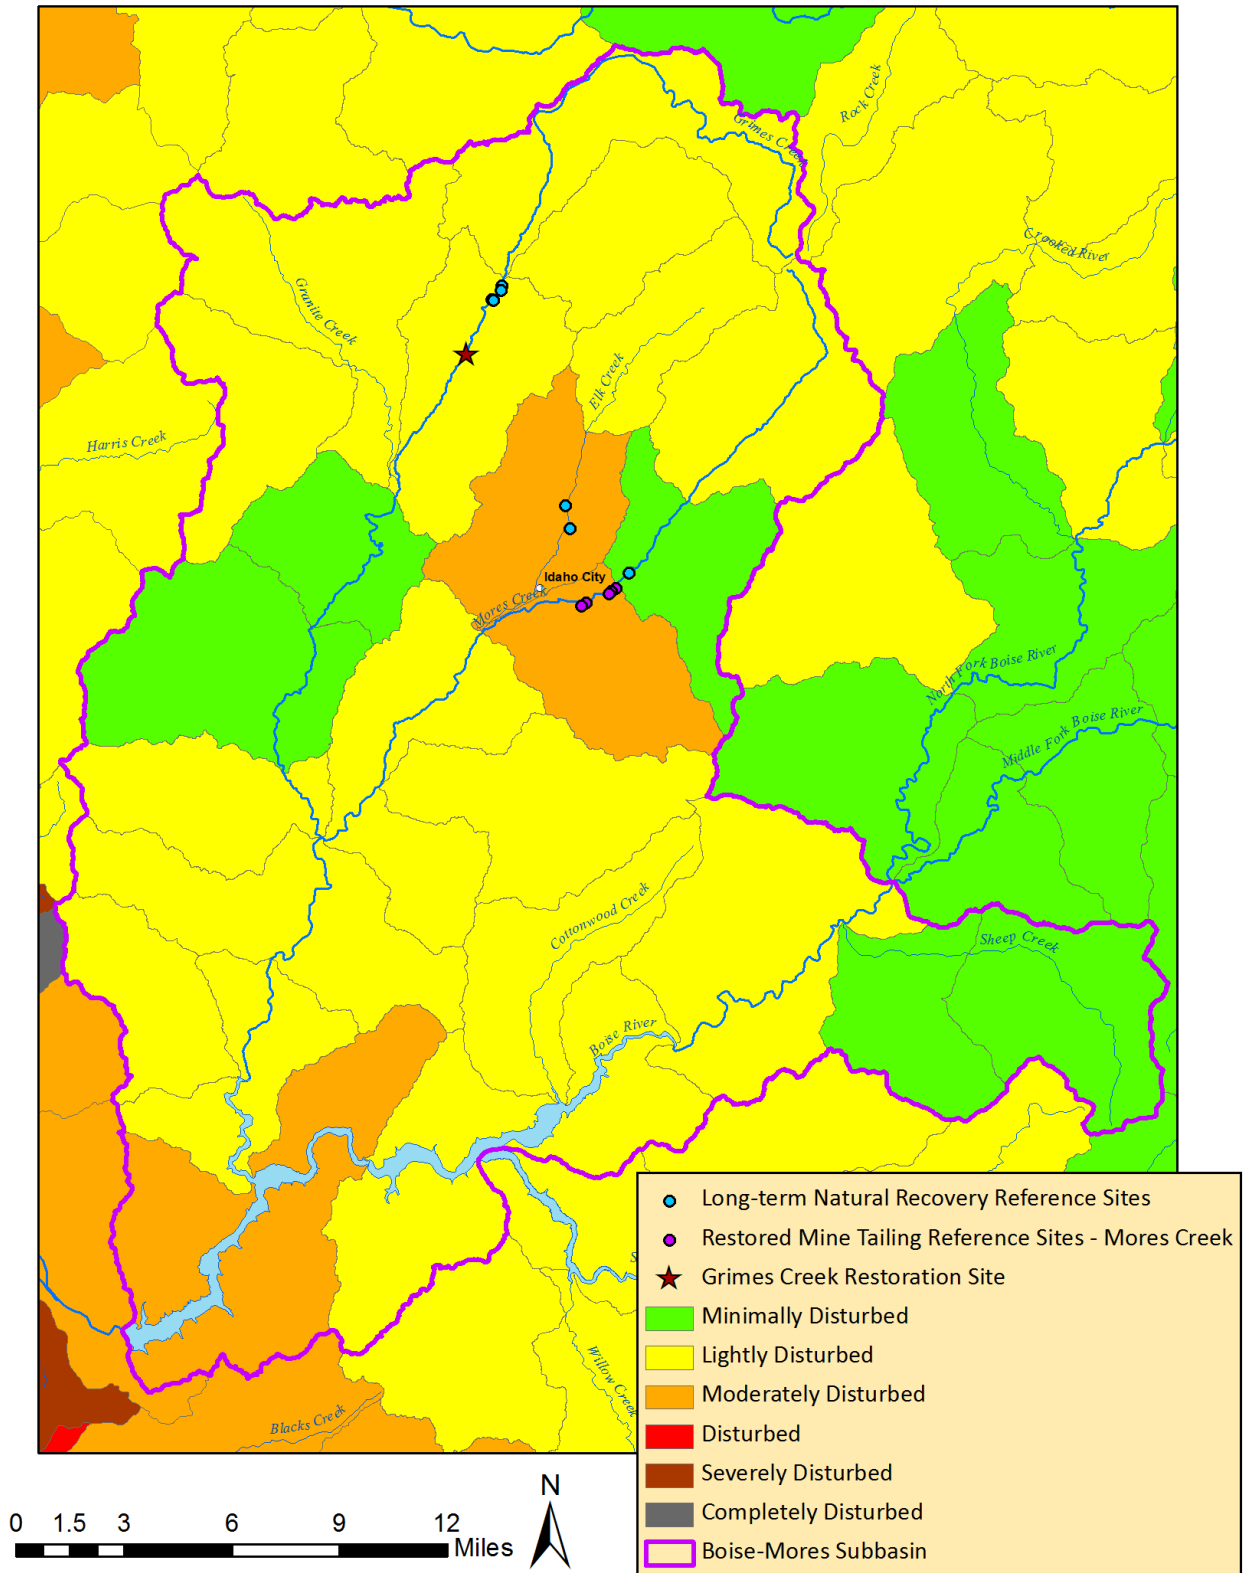 Grimes Creek
Rock Creek
Crooked River
Granite Creek
Elk Creek
Harris Creek
Idaho City
Mores Creek
North Fork Boise River
Middle Fork Boise River
Cottonwood Creek
Sheep Creek
Boise River
S
Willow Creek
Blacks Creek
Long-term Natural Recovery Reference Sites
Restored Mine Tailing Reference Sites - Mores Creek
Grimes Creek Restoration Site
Minimally Disturbed
Lightly Disturbed
Moderately Disturbed
Disturbed
Severely Disturbed
Completely Disturbed
Boise-Mores Subbasin
N
0 1.5 3 6 9 12
Miles